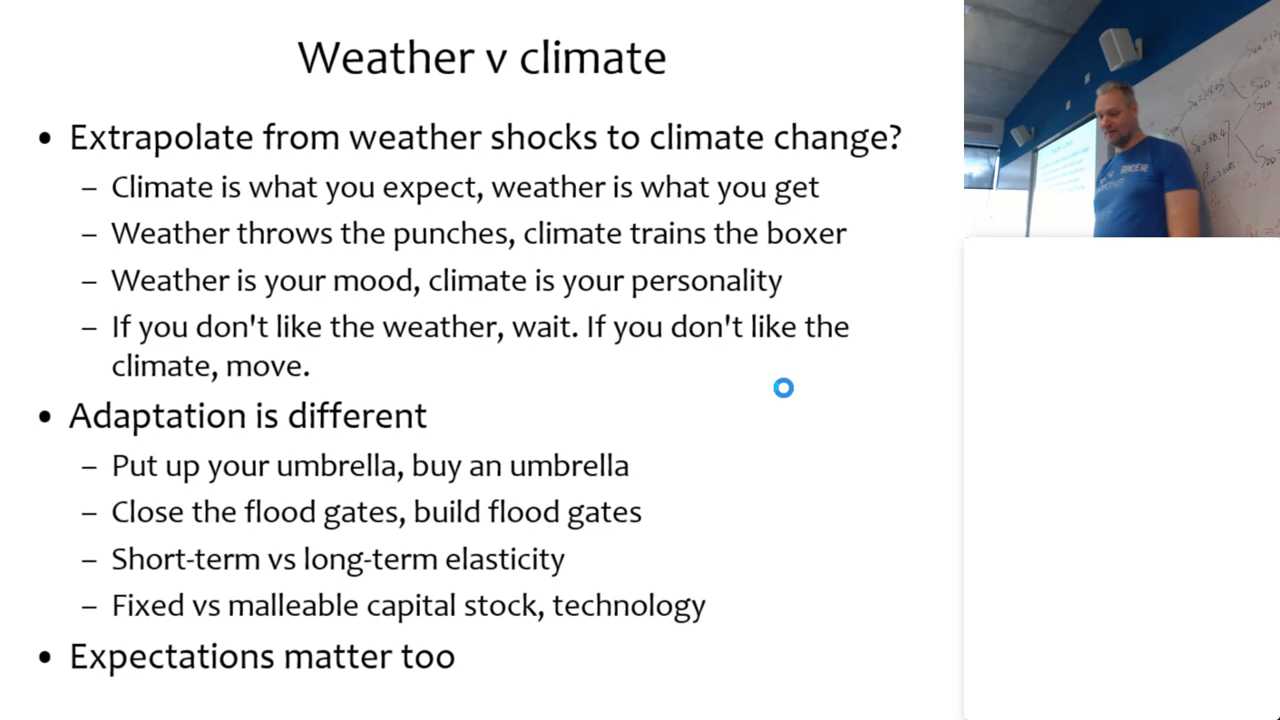 Weather v climate
• Extrapolate from weather shocks to climate change?
– Climate is what you expect, weather is what you get
– Weather throws the punches, climate trains the boxer
– Weather is your mood, climate is your personality
– If you don't like the weather, wait. If you don't like the
climate, move.
• Adaptation is different
– Put up your umbrella, buy an umbrella
– Close the flood gates, build flood gates
– Short-term vs long-term elasticity
– Fixed vs malleable capital stock, technology
• Expectations matter too